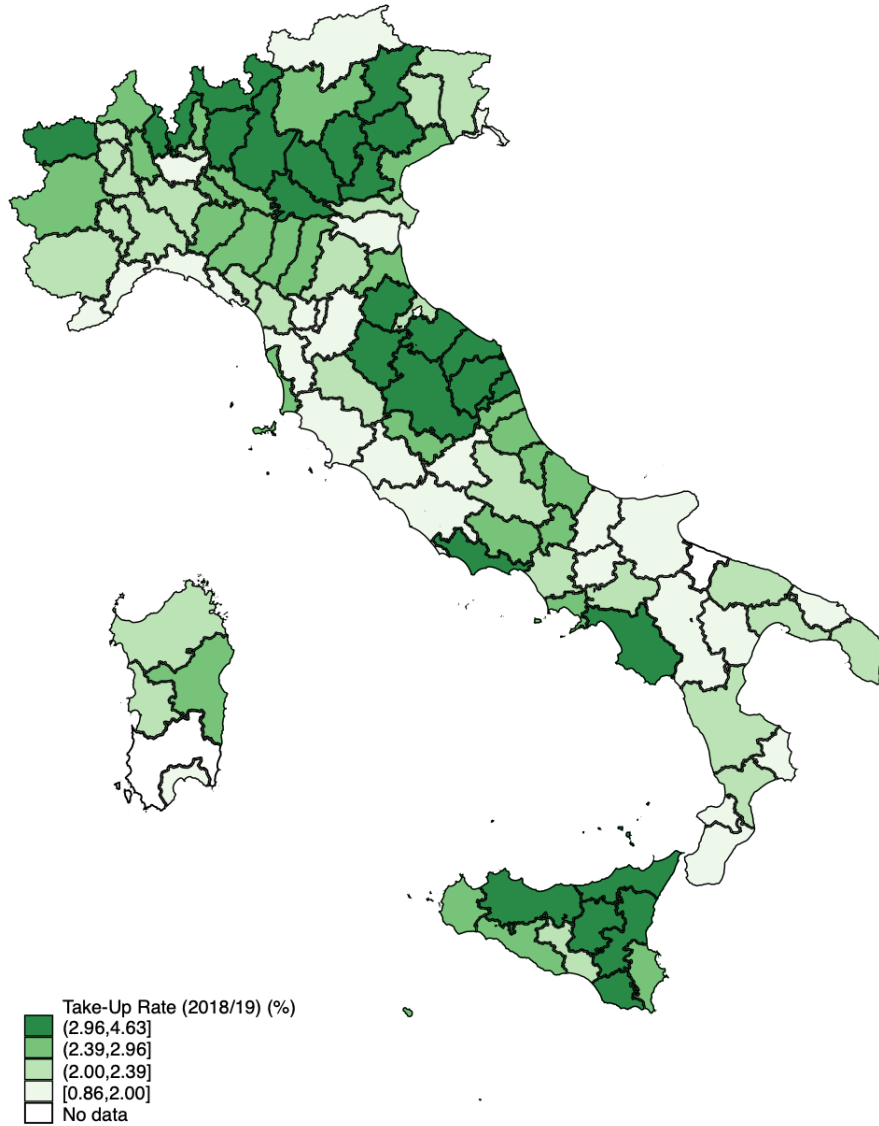 Take-Up Rate (2018/19) (%)
(2.96,4.63]
(2.39,2.96]
(2.00,2.39]
[0.86,2.00]
No data